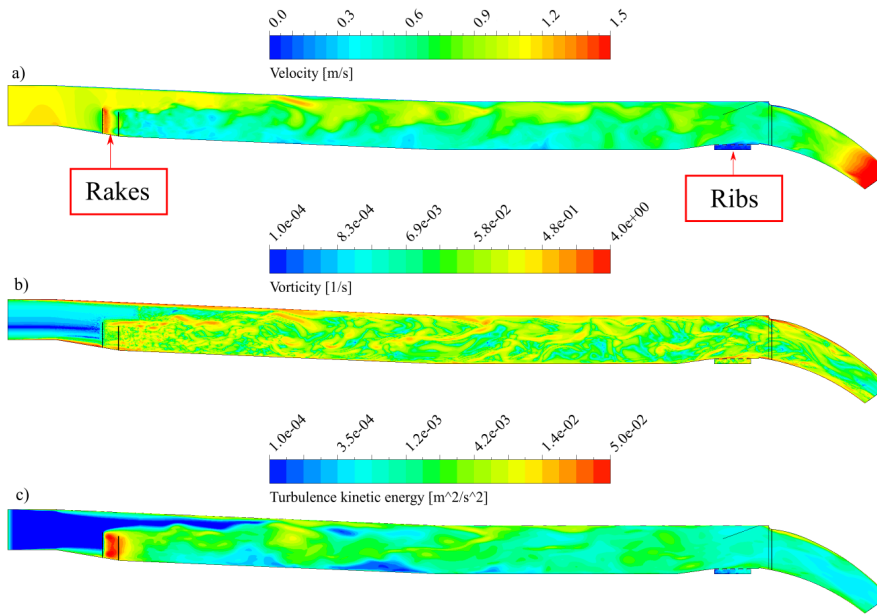 0.0 0.3 0.6 0.9 1.2 1.5
Velocity [m/s]
a)
Rakes
Ribs
1.0e-04 8.3e-04 6.9e-03 5.8e-02 4.8e-01 4.0e+00
Vorticity [1/s]
b)
1.0e-04 3.5e-04 1.2e-03 4.2e-03 1.4e-02 5.0e-02
Turbulence kinetic energy [m^2/s^2]
c)